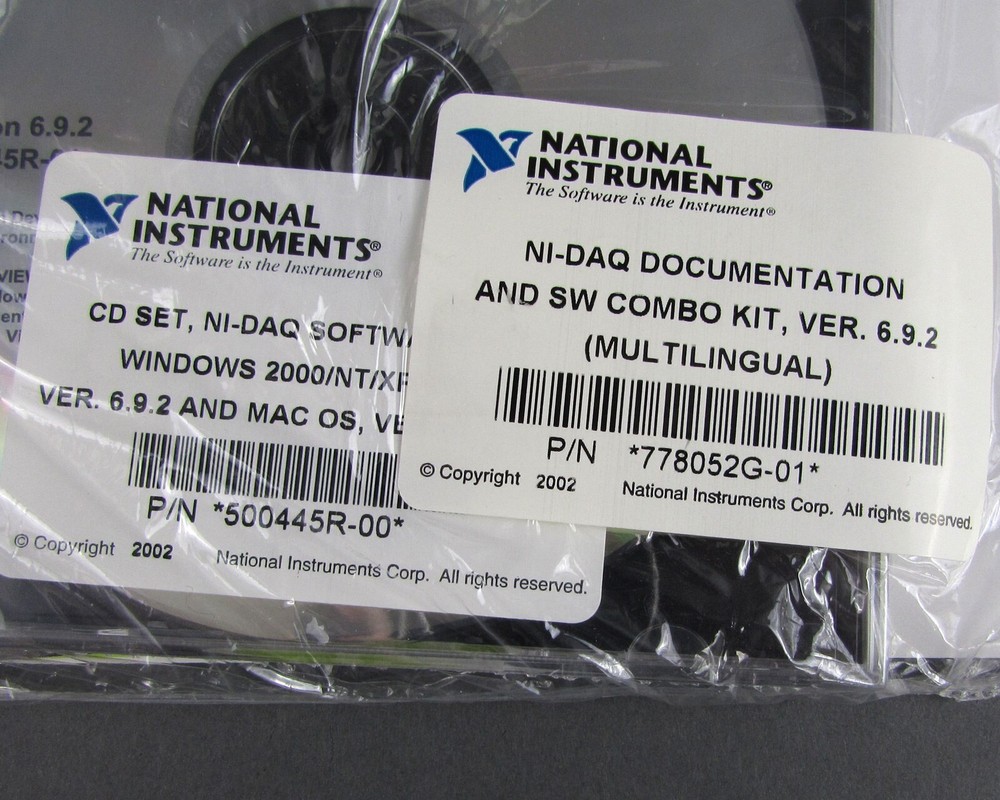 on 6.9.2
NATIONAL
INSTRUMENTS®
The Software is the Instrument®
CD SET, NI-DAQ
WINDOWS 2000/NT/XP
VER. 6.9.2 AND MAC OS,
P/N *500445R-00*
© Copyright 2002 National Instruments Corp. All rights reserved.
NATIONAL
INSTRUMENTS®
The Software is the Instrument®
NI-DAQ DOCUMENTATION
AND SW COMBO KIT, VER. 6.9.2
(MULTILINGUAL)
P/N *778052G-01*
© Copyright 2002 National Instruments Corp. All rights reserved.